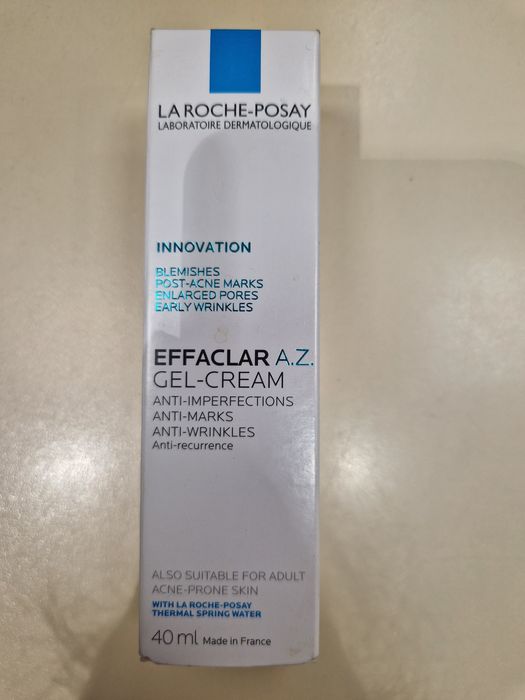 LA ROCHE-POSAY
LABORATOIRE DERMATOLOGIQUE
INNOVATION
BLEMISHES
POST-ACNE MARKS
ENLARGED PORES
EARLY WRINKLES
EFFACLAR A.Z.
GEL-CREAM
ANTI-IMPERFECTIONS
ANTI-MARKS
ANTI-WRINKLES
Anti-recurrence
ALSO SUITABLE FOR ADULT
ACNE-PRONE SKIN
WITH LA ROCHE-POSAY
THERMAL SPRING WATER
40 ml Made in France